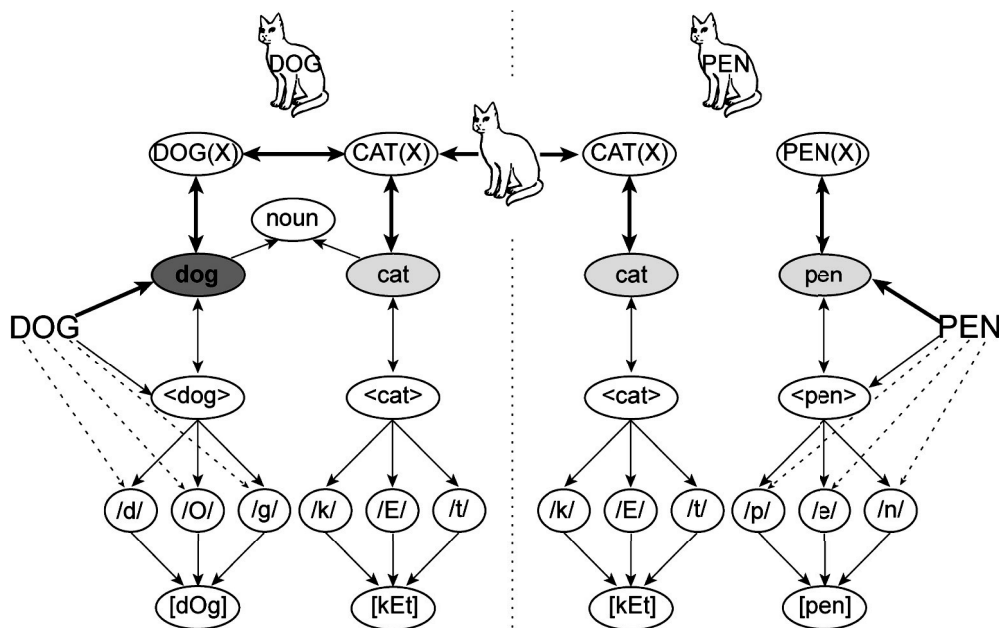 DOG
PEN
DOG(X) CAT(X) CAT(X) PEN(X)
noun
dog cat cat pen
DOG PEN
<dog> <cat> <cat> <pen>
/d/ /O/ /g/ /k/ /E/ /t/ /k/ /E/ /t/ /p/ /e/ /n/
[dOg] [kEt] [kEt] [pen]